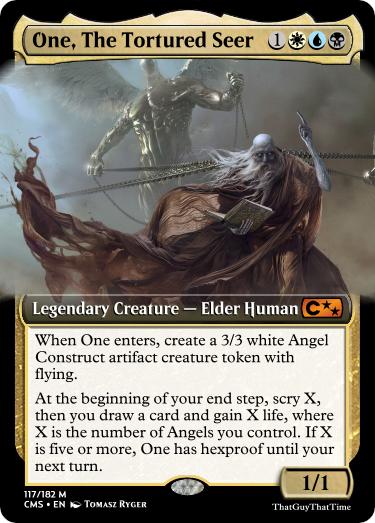 One, The Tortured Seer 1
Legendary Creature — Elder Human C
When One enters, create a 3/3 white Angel
Construct artifact creature token with
flying.
At the beginning of your end step, scry X,
then you draw a card and gain X life, where
X is the number of Angels you control. If X
is five or more, One has hexproof until your
next turn.
1/1
117/182 M
CMS • EN Tomasz Ryger
ThatGuyThatTime